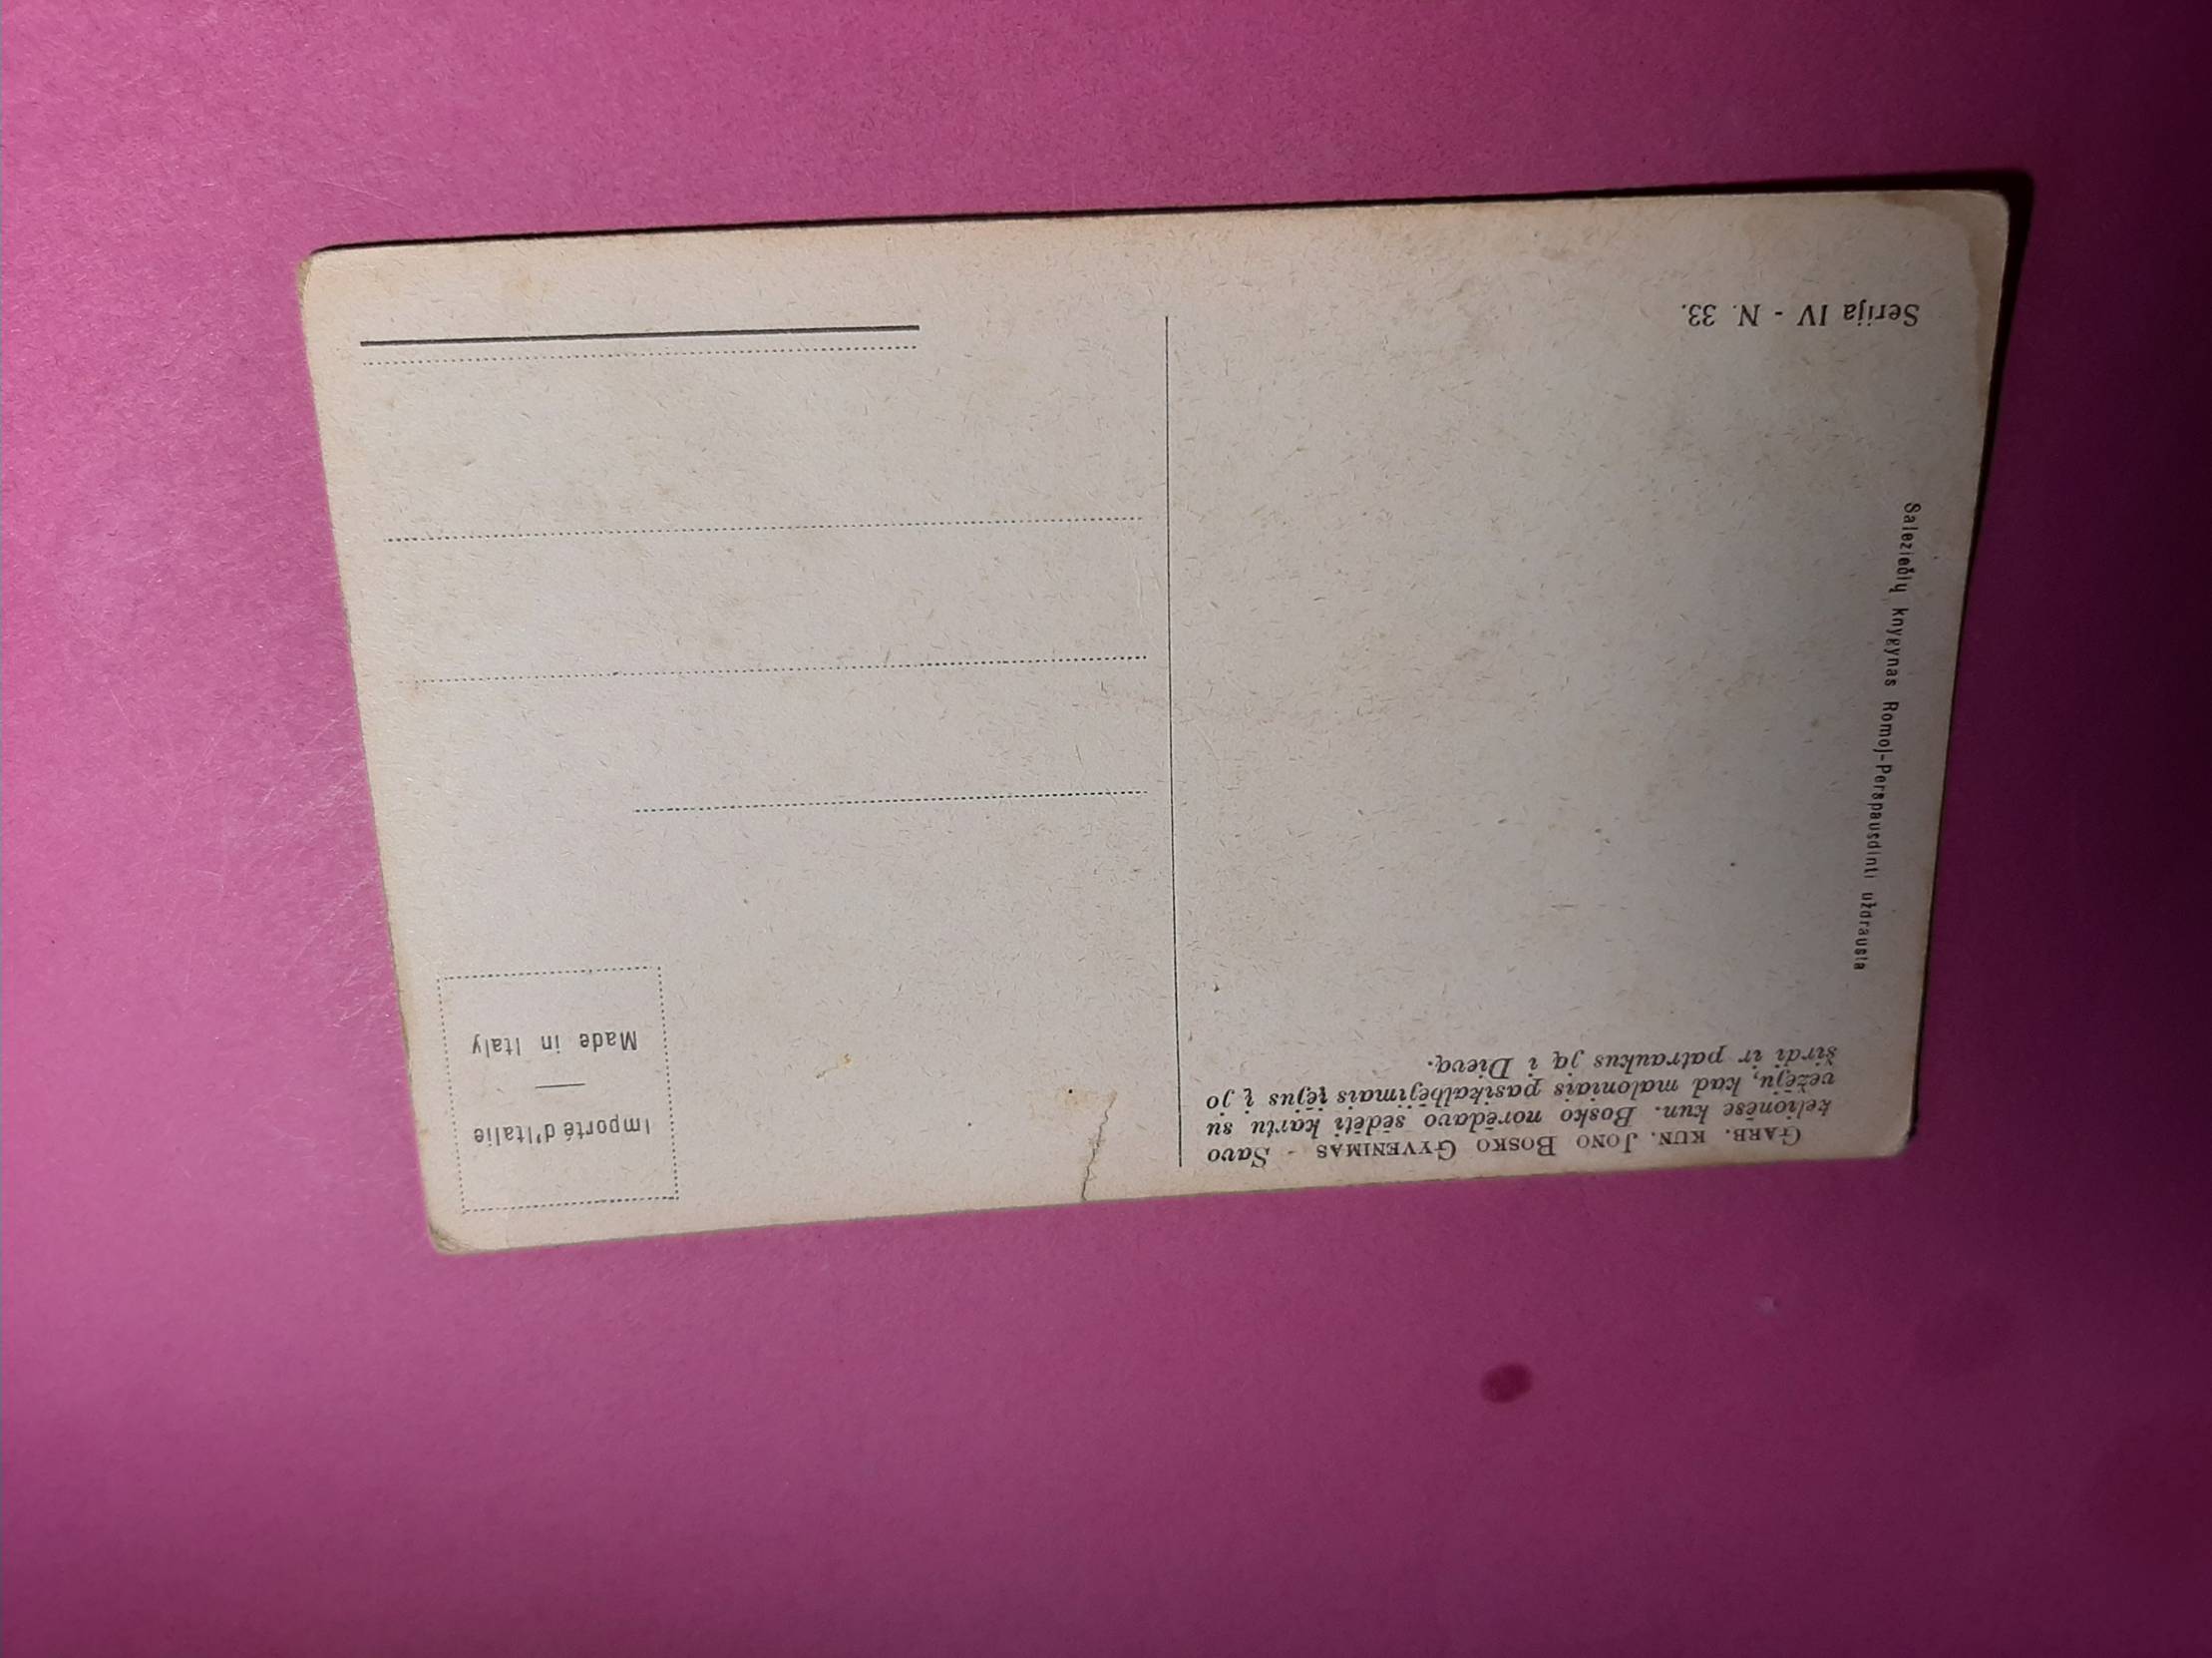 GARB. KUN. JONO BOSKO GYVENIMAS - Savo
kelionėse kun. Bosko norėdavo sėdėti kartu su
vežėju, kad maloniais pasikalbėjimais įėjus į jo
širdi ir patraukus ją i Dievą.
Saleziečių knygynas Romoj-Perspausdinti uždrausta
Serija IV - N. 33.
Importé d'Italie
Made in Italy